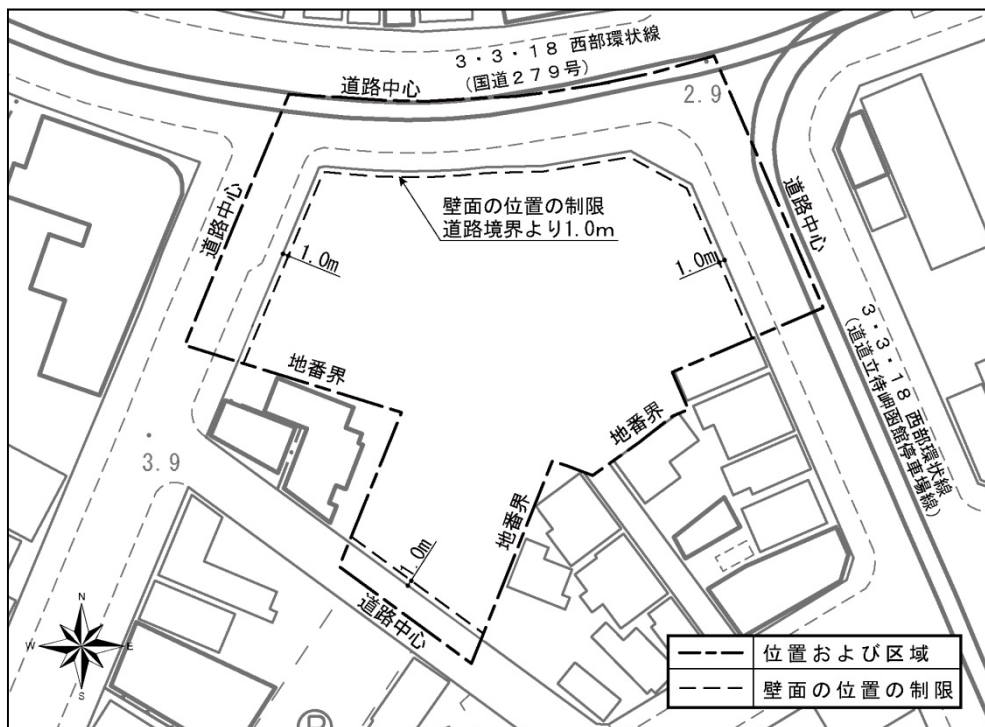 3・3・18 西部環状線
(国道279号)
道路中心
2.9
道路中心
道路中心
壁面の位置の制限
道路境界より1.0m
1.0m
1.0m
3・3・18 西部環状線
(道道立待岬函館停車場線)
地番界
地番界
3.9
地番界
1.0m
道路中心
N
W
E
S
P
位置および区域
壁面の位置の制限